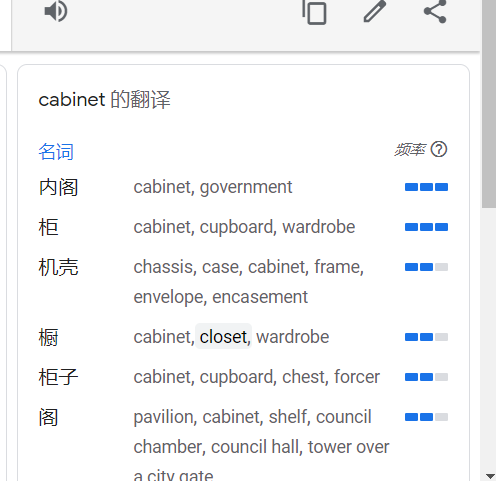 cabinet 的翻译
名词 频率
内阁 cabinet, government
柜 cabinet, cupboard, wardrobe
机壳 chassis, case, cabinet, frame,
envelope, encasement
橱 cabinet, closet, wardrobe
柜子 cabinet, cupboard, chest, forcer
阁 pavilion, cabinet, shelf, council
chamber, council hall, tower over
a city gate